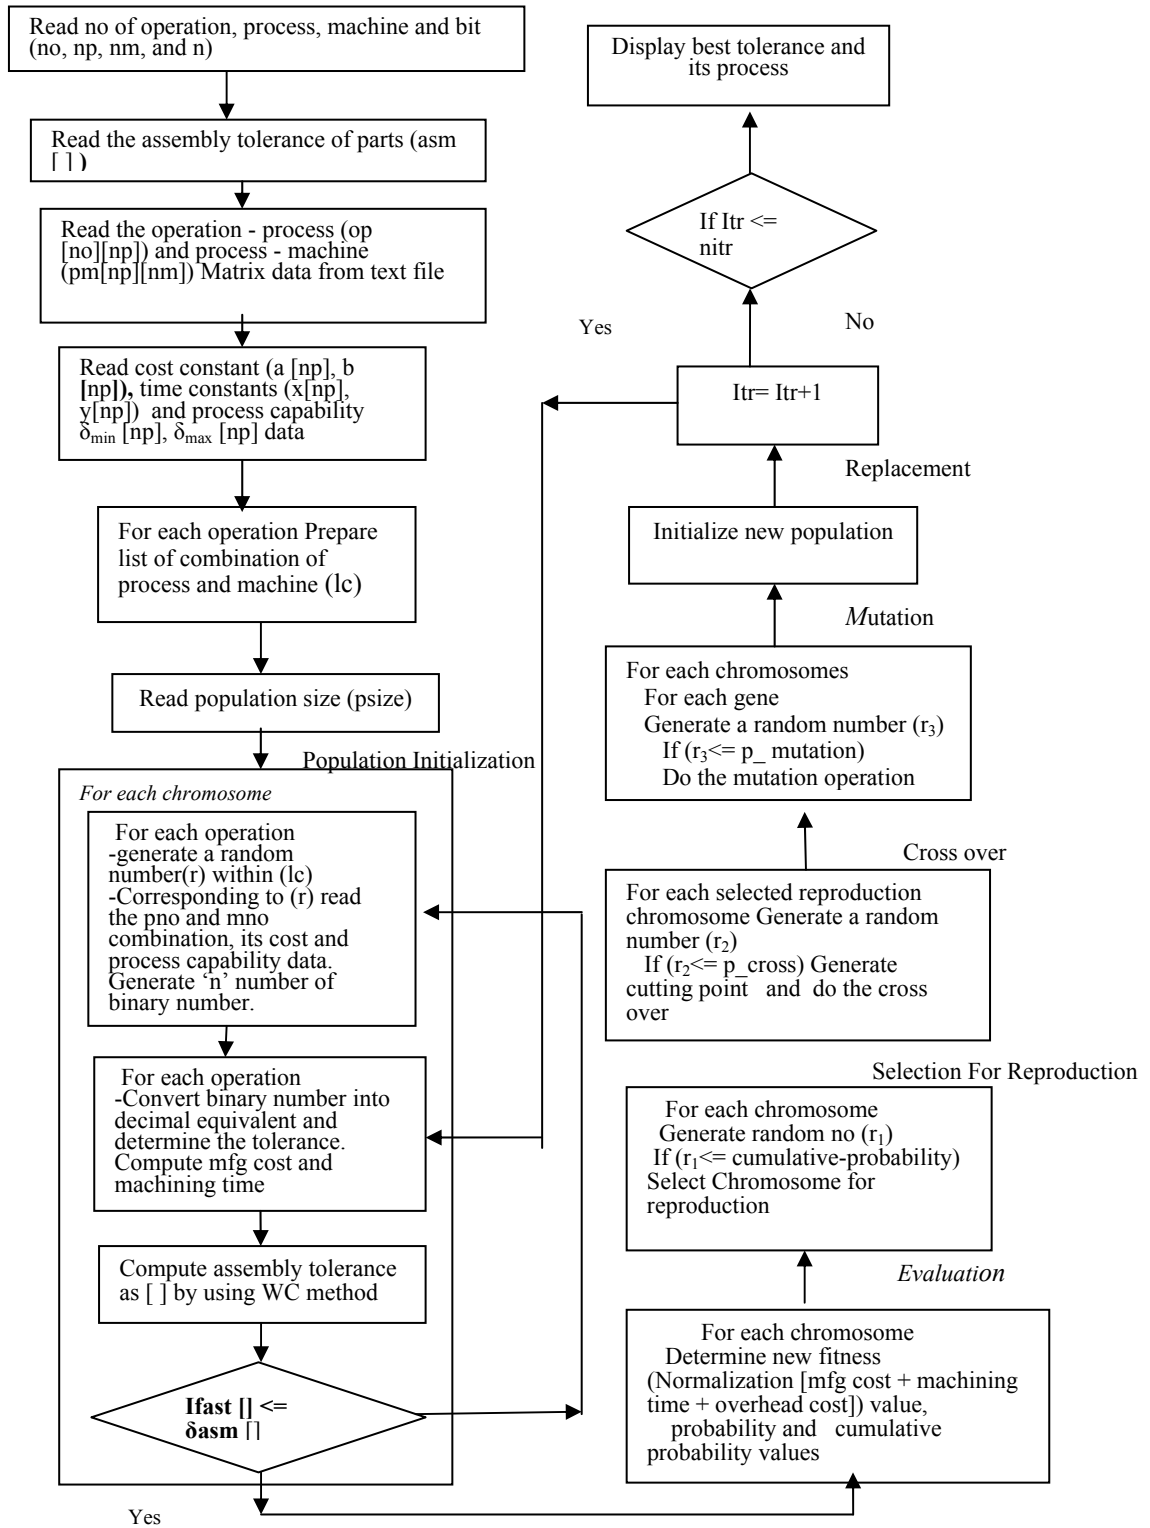 Read no of operation, process, machine and bit
(no, np, nm, and n)
Read the assembly tolerance of parts (asm
[ ] )
Read the operation - process (op
[no][np]) and process - machine
(pm[np][nm]) Matrix data from text file
Read cost constant (a [np], b
[np]), time constants (x[np],
y[np]) and process capability
δmin [np], δmax [np] data
For each operation Prepare
list of combination of
process and machine (lc)
Read population size (psize)
Population Initialization
For each chromosome
For each operation
-generate a random
number(r) within (lc)
-Corresponding to (r) read
the pno and mno
combination, its cost and
process capability data.
Generate ‘n’ number of
binary number.
For each operation
-Convert binary number into
decimal equivalent and
determine the tolerance.
Compute mfg cost and
machining time
Compute assembly tolerance
as [ ] by using WC method
Ifast [] <=
δasm []
Yes
Display best tolerance and
its process
If Itr <=
nitr
Yes
No
Itr= Itr+1
Replacement
Initialize new population
Mutation
For each chromosomes
For each gene
Generate a random number (r3)
If (r3<= p_ mutation)
Do the mutation operation
Cross over
For each selected reproduction
chromosome Generate a random
number (r2)
If (r2<= p_cross) Generate
cutting point and do the cross
over
Selection For Reproduction
For each chromosome
Generate random no (r1)
If (r1<= cumulative-probability)
Select Chromosome for
reproduction
Evaluation
For each chromosome
Determine new fitness
(Normalization [mfg cost + machining
time + overhead cost]) value,
probability and cumulative
probability values